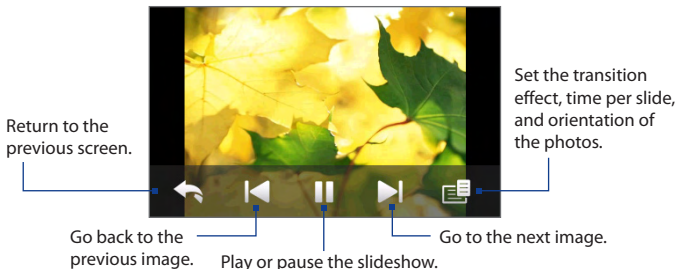 Set the transition
effect, time per slide,
and orientation of
the photos.
Return to the
previous screen.
Go back to the
previous image.
Play or pause the slideshow.
Go to the next image.